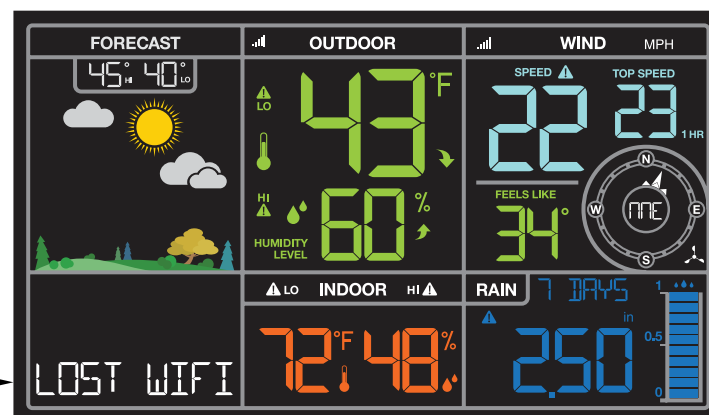 FORECAST
45° HI 40° LO
LOST WIFI
OUTDOOR
LO
43°F
HI
60%
HUMIDITY
LEVEL
LO INDOOR HI
72°F 48%
WIND MPH
SPEED
22
TOP SPEED
23
1 HR
FEELS LIKE
34°
N
W NNE E
S
RAIN 7 DAYS
in
2.50
1
0.5
0